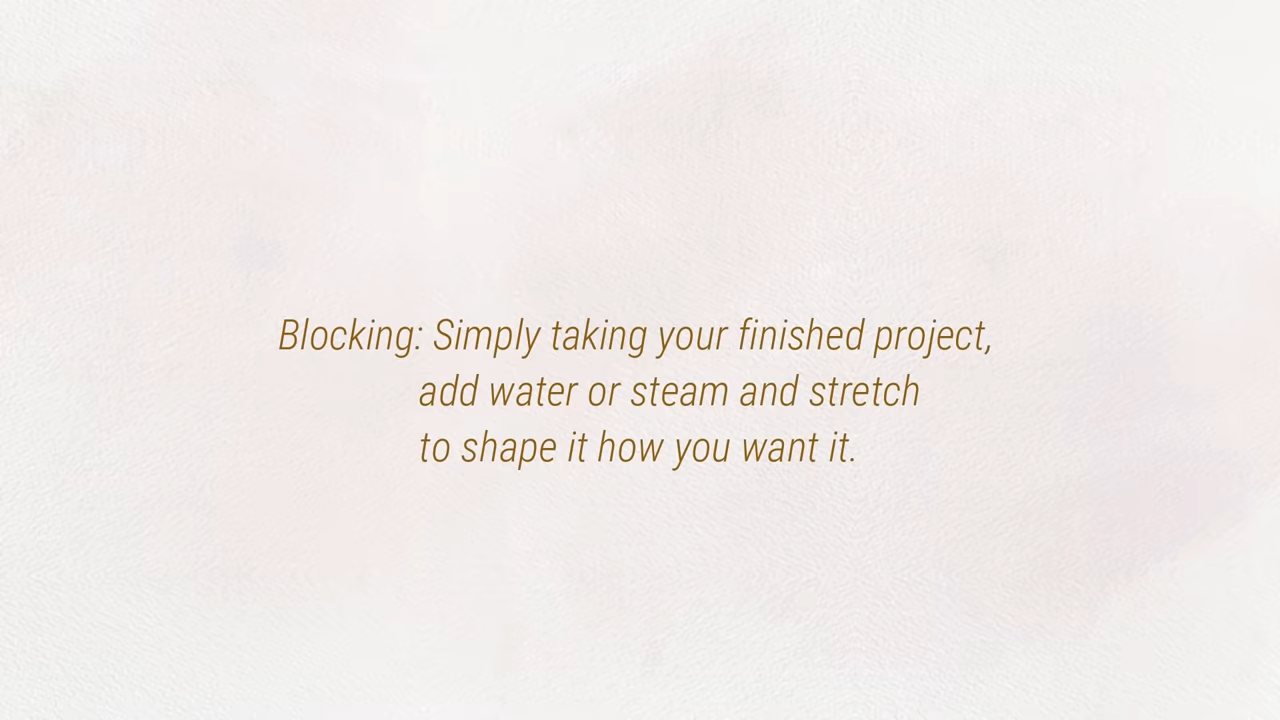 Blocking: Simply taking your finished project,
add water or steam and stretch
to shape it how you want it.